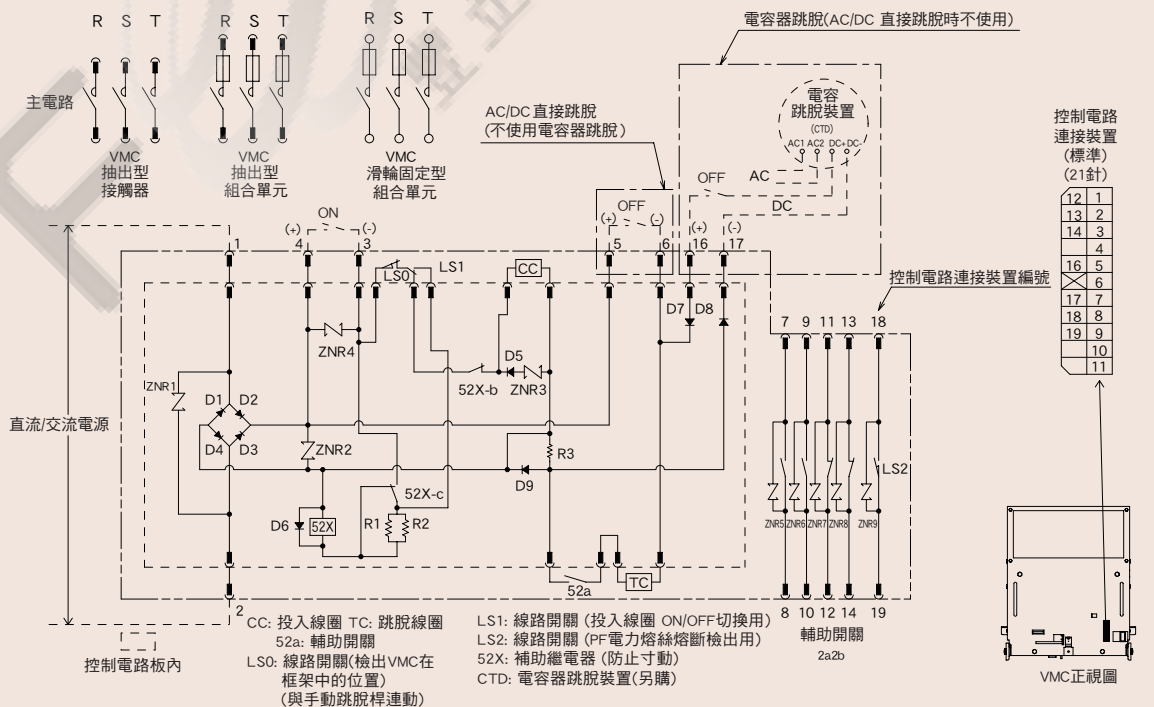 R S T
R S T
R S T
主電路
VMC
抽出型
接觸器
VMC
抽出型
組合單元
VMC
滑輪固定型
組合單元
電容器跳脫(AC/DC 直接跳脫時不使用)
AC/DC 直接跳脫
(不使用電容器跳脫)
電容
跳脫裝置
(CTD)
AC1 AC2 DC+ DC-
AC
OFF
DC
控制電路
連接裝置
(標準)
(21針)
12 1
13 2
14 3
4
16 5
6
17 7
18 8
19 9
10
11
ON
(+) (-)
OFF
(+) (-)
(+) (-)
1 4 3 5 6 16 17
LS0
LS1
CC
D7 D8
控制電路連接裝置編號
7 9 11 13 18
ZNR4
D5
52X-b
ZNR3
ZNR1
D1 D2
D4 D3
直流/交流電源
ZNR2
R3
D9
52X-c
D6
52X
R1 R2
LS2
ZNR5 ZNR6 ZNR7 ZNR8 ZNR9
52a
TC
2
8 10 12 14 19
輔助開關
2a2b
控制電路板內
CC: 投入線圈 TC: 跳脫線圈
52a: 輔助開關
LS0: 線路開關(檢出VMC在
框架中的位置)
(與手動跳脫桿連動)
LS1: 線路開關 (投入線圈 ON/OFF切換用)
LS2: 線路開關 (PF電力熔絲熔斷檢出用)
52X: 補助繼電器 (防止寸動)
CTD: 電容器跳脫裝置(另購)
VMC正視圖